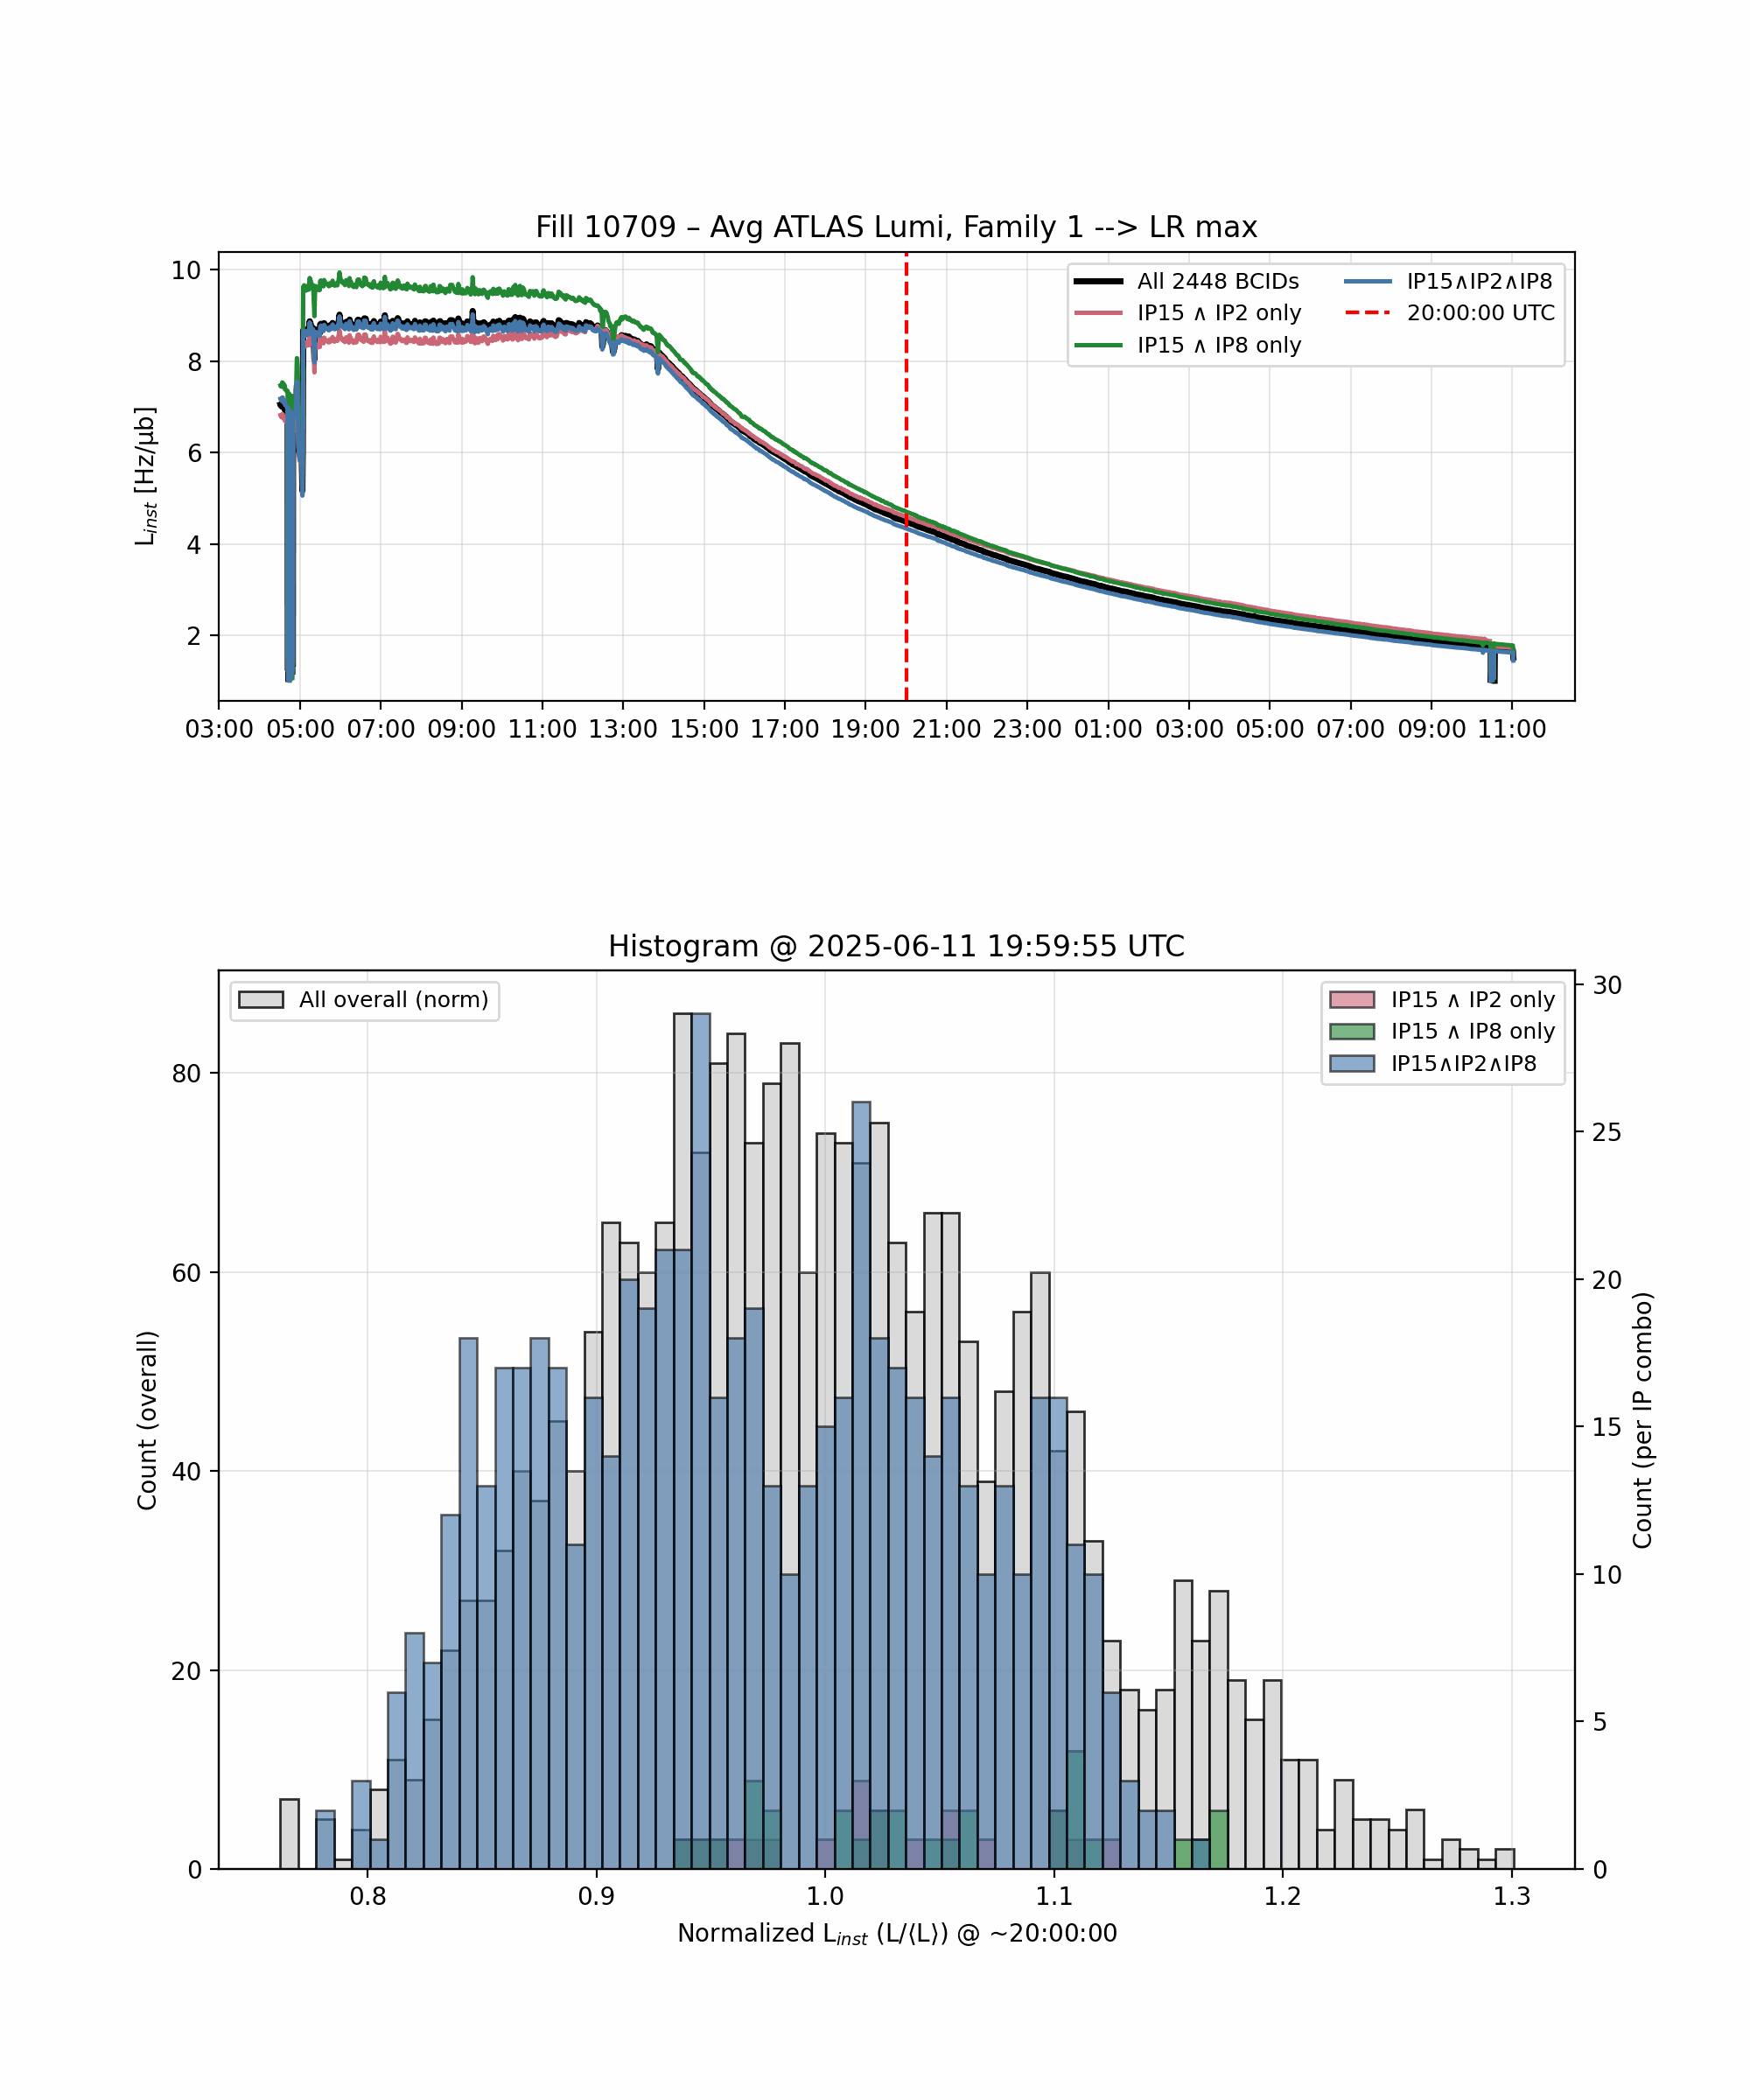 Fill 10709 – Avg ATLAS Lumi, Family 1 --> LR max
L_inst [Hz/μb]
10
8
6
4
2
All 2448 BCIDs
IP15 ∧ IP2 only
IP15 ∧ IP8 only
IP15∧IP2∧IP8
20:00:00 UTC
03:00 05:00 07:00 09:00 11:00 13:00 15:00 17:00 19:00 21:00 23:00 01:00 03:00 05:00 07:00 09:00 11:00
Histogram @ 2025-06-11 19:59:55 UTC
All overall (norm)
IP15 ∧ IP2 only
IP15 ∧ IP8 only
IP15∧IP2∧IP8
Count (overall)
80
60
40
20
0
Count (per IP combo)
30
25
20
15
10
5
0
0.8 0.9 1.0 1.1 1.2 1.3
Normalized L_inst (L/⟨L⟩) @ ~20:00:00